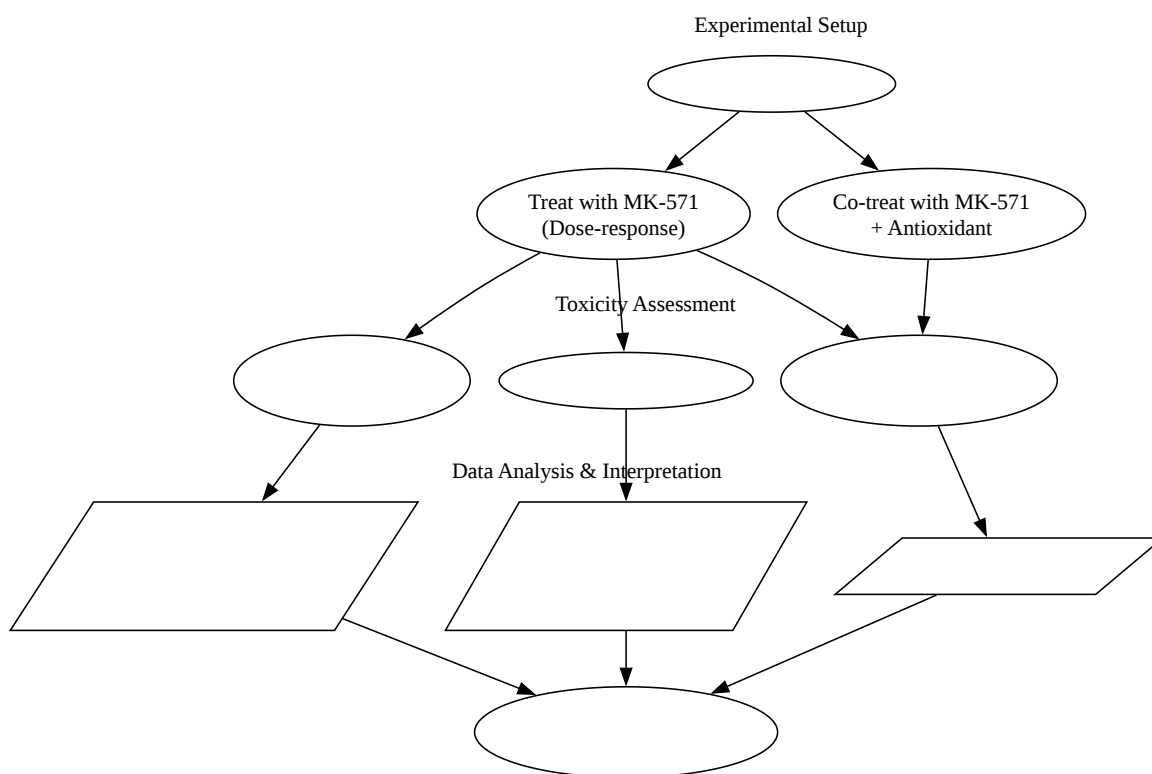 Experimental Setup
Treat with MK-571
(Dose-response)
Co-treat with MK-571
+ Antioxidant
Toxicity Assessment
Data Analysis & Interpretation